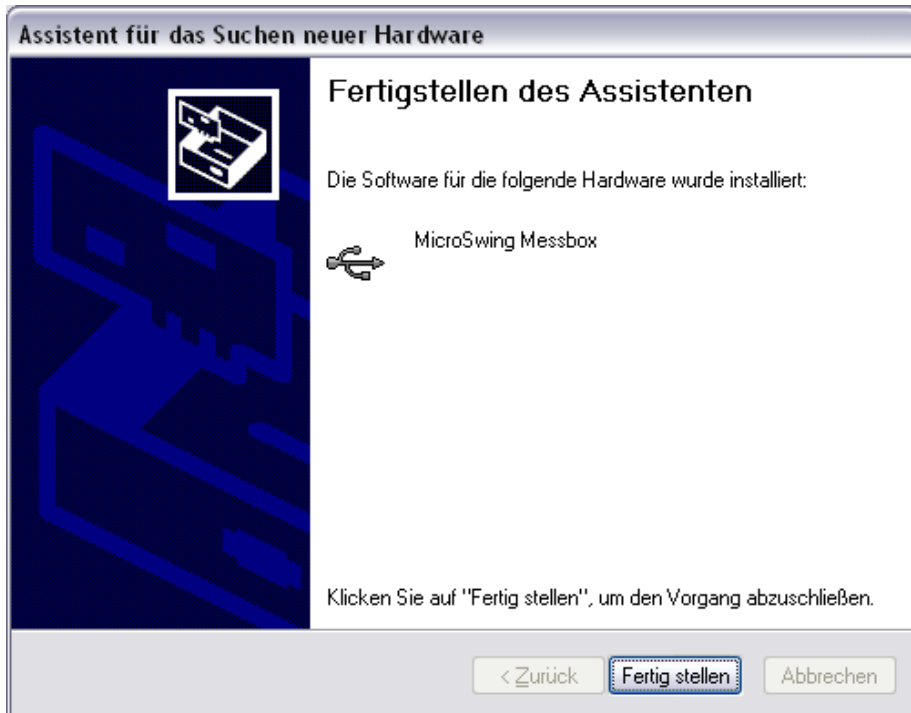 Assistent für das Suchen neuer Hardware
Fertigstellen des Assistenten
Die Software für die folgende Hardware wurde installiert:
MicroSwing Messbox
Klicken Sie auf "Fertig stellen", um den Vorgang abzuschließen.
< Zurück Fertig stellen Abbrechen